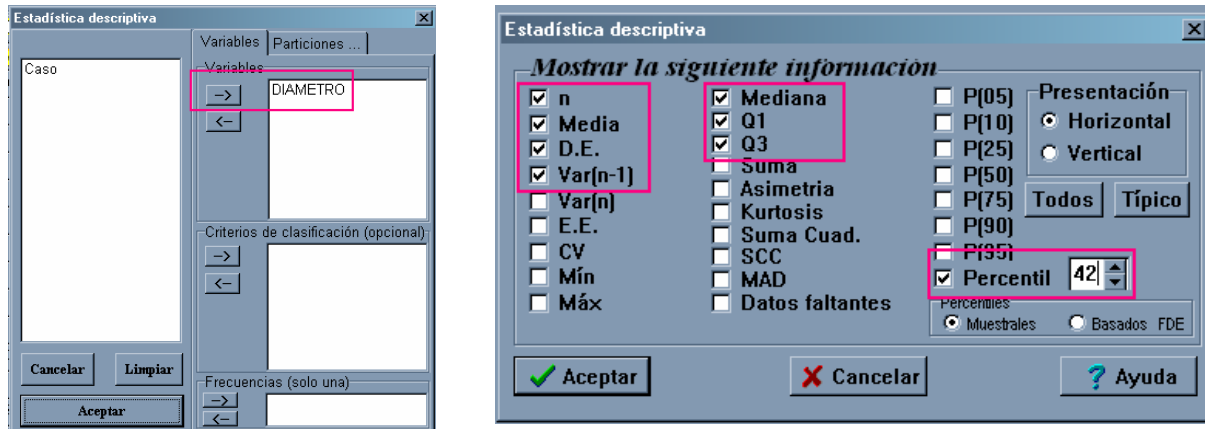 Estadística descriptiva
Variables Particiones ...
Caso
Variables
-->
DIAMETRO
<--
Criterios de clasificación (opcional)
-->
<--
Cancelar Limpiar
Aceptar
Frecuencias (solo una)
-->
<--
Estadística descriptiva
Mostrar la siguiente información
n
Media
D.E.
Var(n-1)
Var(n)
E.E.
CV
Mín
Máx
Mediana
Q1
Q3
Suma
Asimetria
Kurtosis
Suma Cuad.
SCC
MAD
Datos faltantes
P(05)
P(10)
P(25)
P(50)
P(75)
P(90)
P(95)
Percentil 42
Presentación
Horizontal
Vertical
Todos Típico
Percentiles
Muestrales Basados FDE
Aceptar Cancelar Ayuda